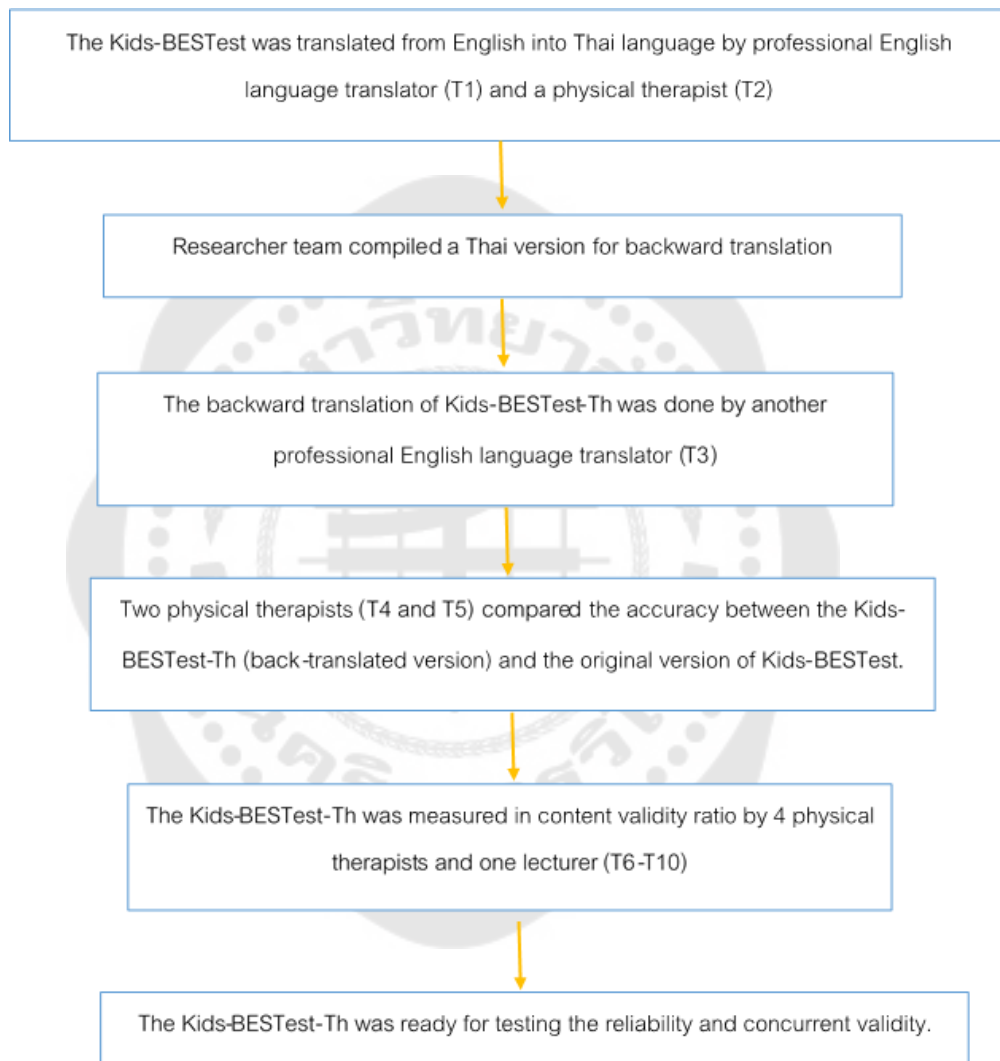 The Kids-BESTest was translated from English into Thai language by professional English
language translator (T1) and a physical therapist (T2)
Researcher team compiled a Thai version for backward translation
The backward translation of Kids-BESTest-Th was done by another
professional English language translator (T3)
Two physical therapists (T4 and T5) compared the accuracy between the Kids-
BESTest-Th (back-translated version) and the original version of Kids-BESTest.
The Kids-BESTest-Th was measured in content validity ratio by 4 physical
therapists and one lecturer (T6-T10)
The Kids-BESTest-Th was ready for testing the reliability and concurrent validity.